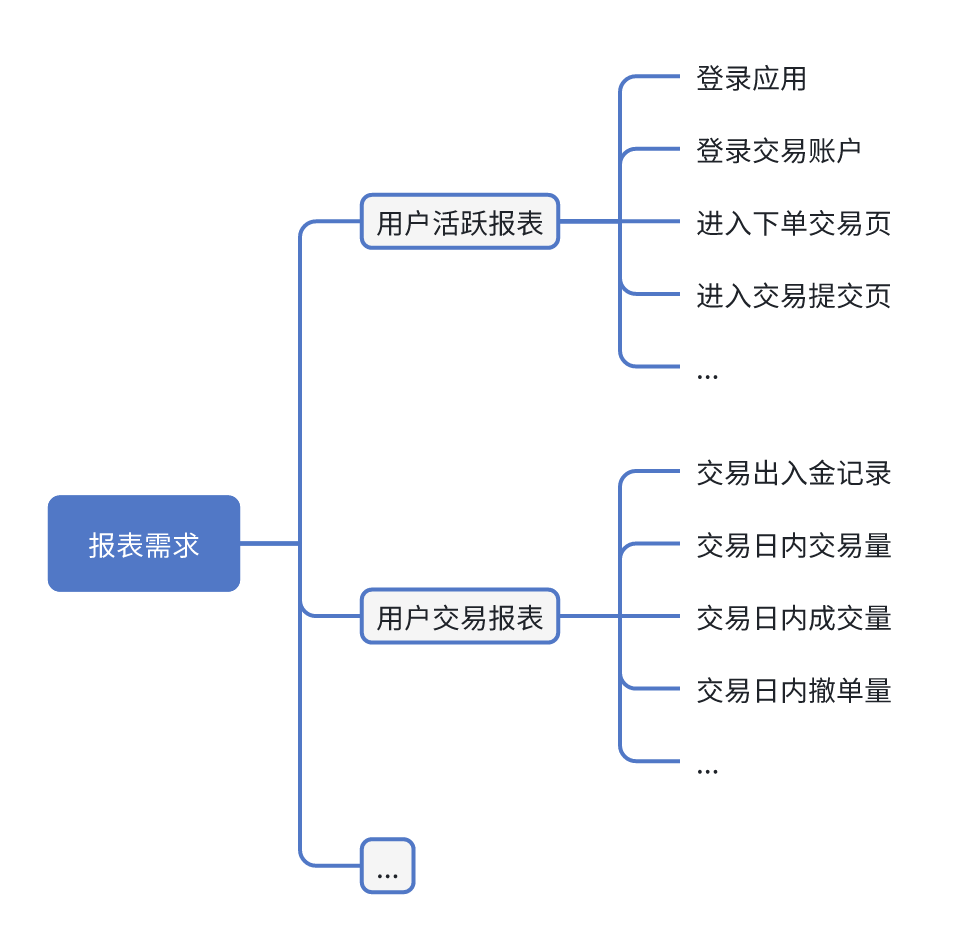 报表需求
用户活跃报表
登录应用
登录交易账户
进入下单交易页
进入交易提交页
...
用户交易报表
交易出入金记录
交易日内交易量
交易日内成交量
交易日内撤单量
...
...